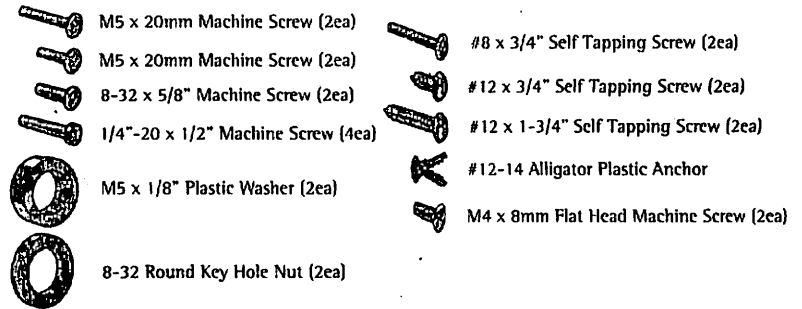 M5 x 20mm Machine Screw (2ea)
M5 x 20mm Machine Screw (2ea)
8-32 x 5/8" Machine Screw (2ea)
1/4"-20 x 1/2" Machine Screw (4ea)
M5 x 1/8" Plastic Washer (2ea)
8-32 Round Key Hole Nut (2ea)
#8 x 3/4" Self Tapping Screw (2ea)
#12 x 3/4" Self Tapping Screw (2ea)
#12 x 1-3/4" Self Tapping Screw (2ea)
#12-14 Alligator Plastic Anchor
M4 x 8mm Flat Head Machine Screw (2ea)